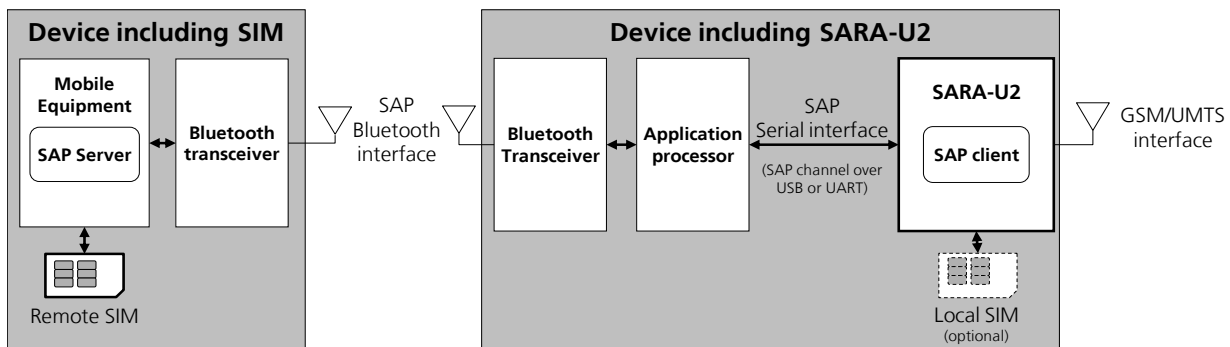 Device including SIM
Mobile
Equipment
SAP Server
Bluetooth
transceiver
Remote SIM
SAP
Bluetooth
interface
Device including SARA-U2
Bluetooth
Transceiver
Application
processor
SAP
Serial interface
(SAP channel over
USB or UART)
SARA-U2
SAP client
Local SIM
(optional)
GSM/UMTS
interface